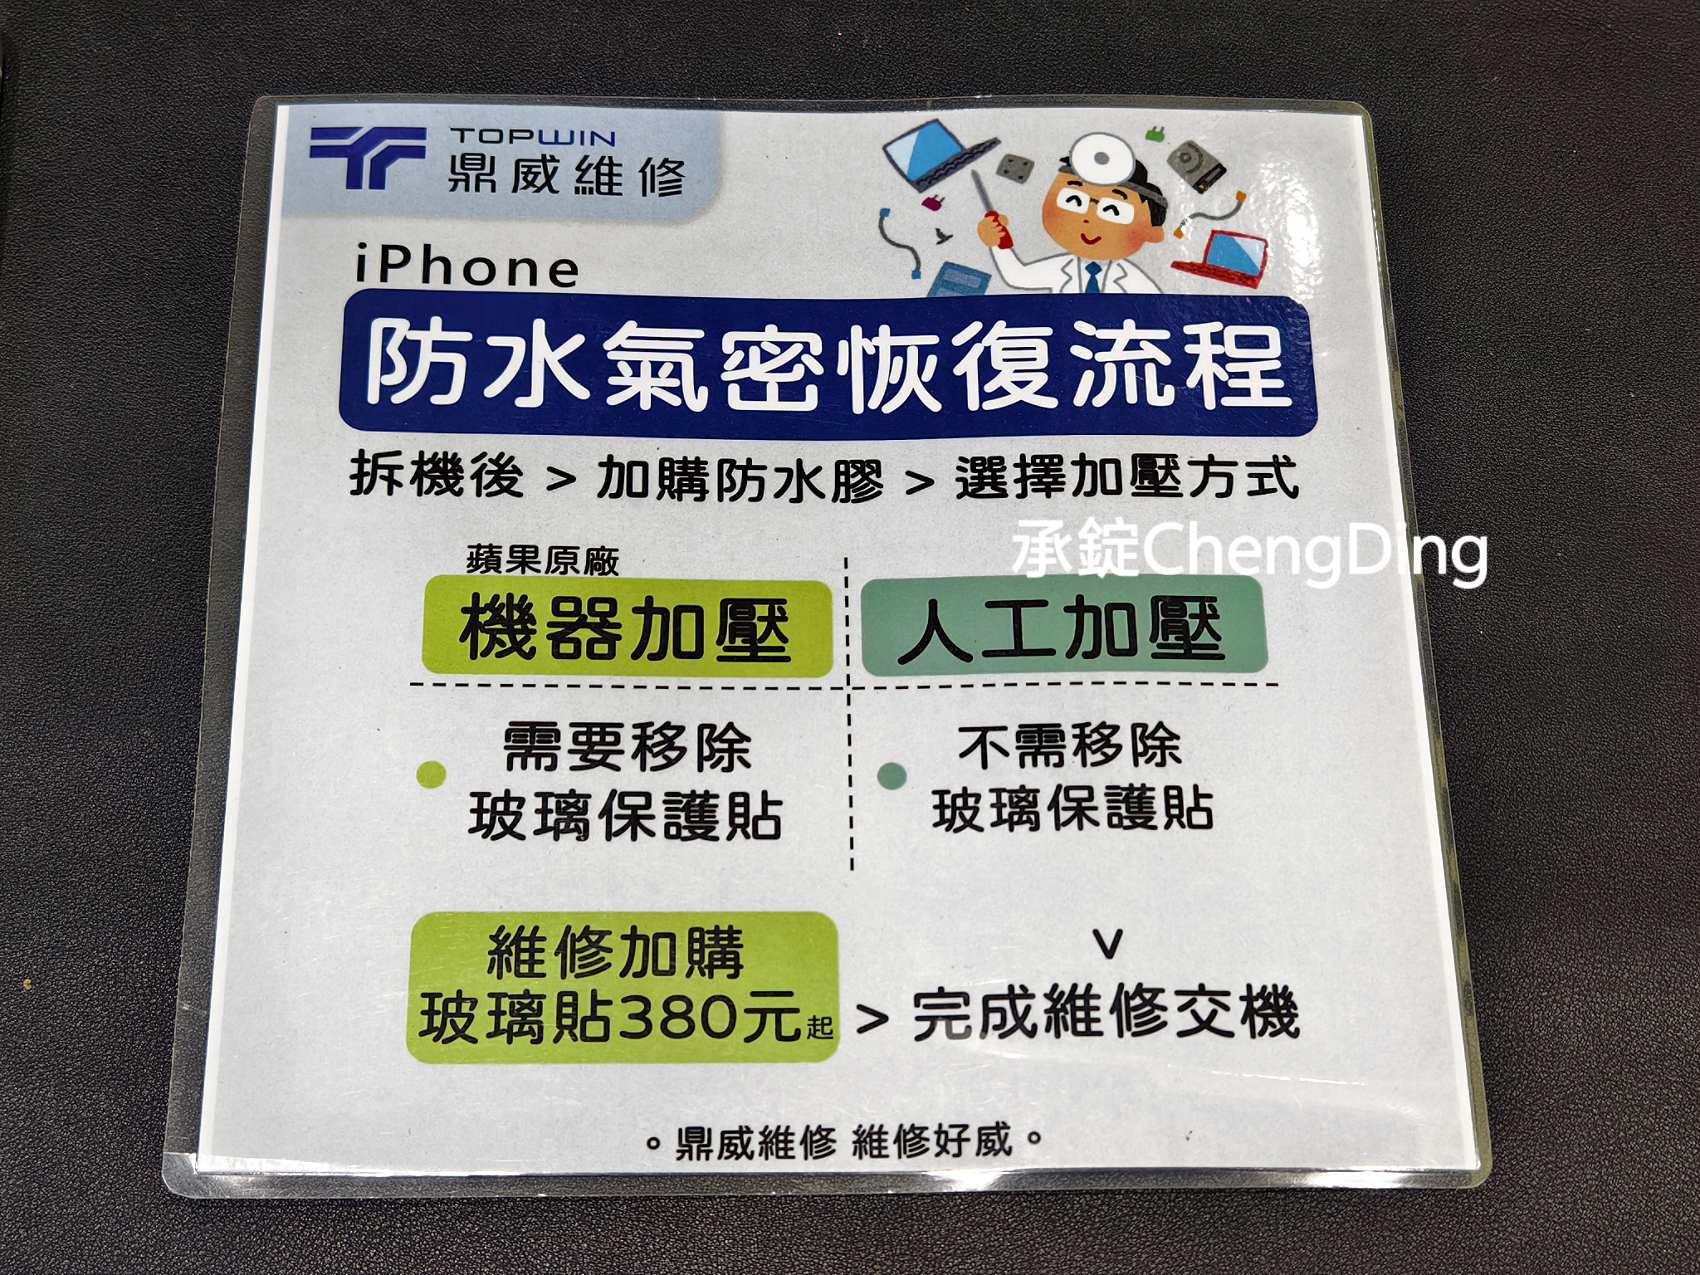 TOPWIN
鼎威維修
iPhone
防水氣密恢復流程
拆機後 > 加購防水膠 > 選擇加壓方式
承錠ChengDing
蘋果原廠
機器加壓
人工加壓
需要移除
玻璃保護貼
不需移除
玻璃保護貼
維修加購
玻璃貼380元起
>
完成維修交機
。鼎威維修 維修好威。